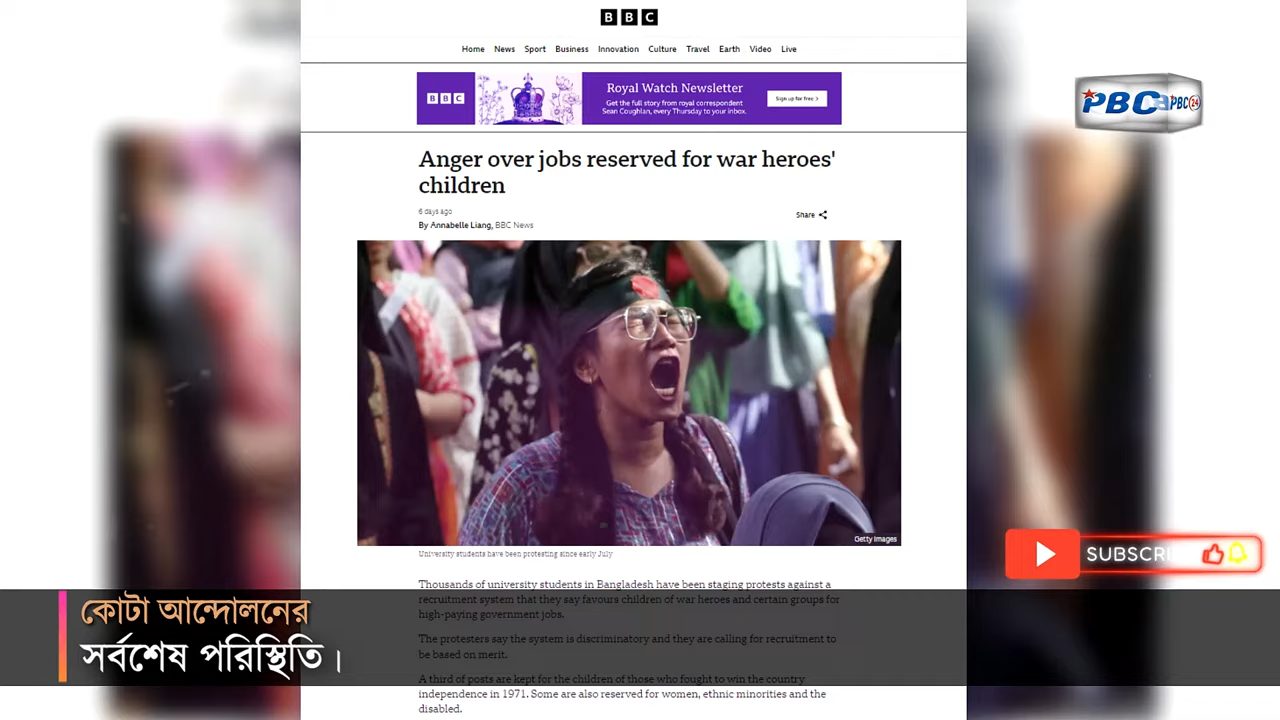 BBC
Home News Sport Business Innovation Culture Travel Earth Video Live
BBC
Royal Watch Newsletter
Get the full story from royal correspondent
Sean Coughlan, every Thursday to your inbox.
Sign up for free >
PBC
PBC 24
Anger over jobs reserved for war heroes'
children
6 days ago
Share
By Annabelle Liang, BBC News
Getty Images
University students have been protesting since early July
SUBSCRI
Thousands of university students in Bangladesh have been staging protests against a
recruitment system that they say favours children of war heroes and certain groups for
high-paying government jobs.
The protesters say the system is discriminatory and they are calling for recruitment to
be based on merit.
A third of posts are kept for the children of those who fought to win the country
independence in 1971. Some are also reserved for women, ethnic minorities and the
disabled.
কোটা আন্দোলনের
সর্বশেষ পরিস্থিতি।